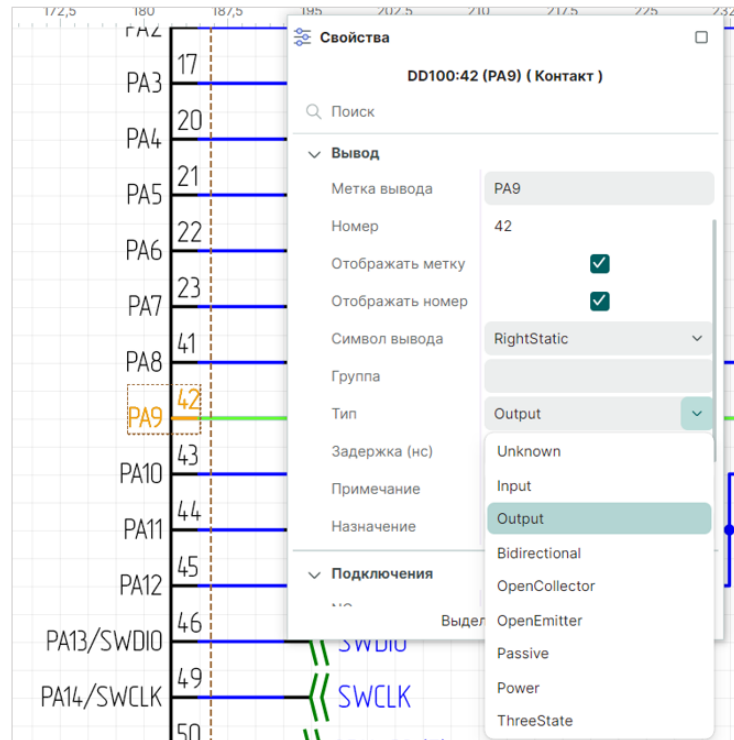 172,5 180 187,5 195 202,5 210 217,5 225 232
PA2
17
PA3
20
PA4
21
PA5
22
PA6
23
PA7
41
PA8
42
PA9
43
PA10
44
PA11
45
PA12
46
PA13/SWDIO
SWDIO
49
PA14/SWCLK
SWCLK
50
Свойства
DD100:42 (PA9) ( Контакт )
Поиск
Вывод
Метка вывода PA9
Номер 42
Отображать метку
Отображать номер
Символ вывода RightStatic
Группа
Тип Output
Задержка (нс)
Примечание
Назначение
Подключения
Выдел
Unknown
Input
Output
Bidirectional
OpenCollector
OpenEmitter
Passive
Power
ThreeState